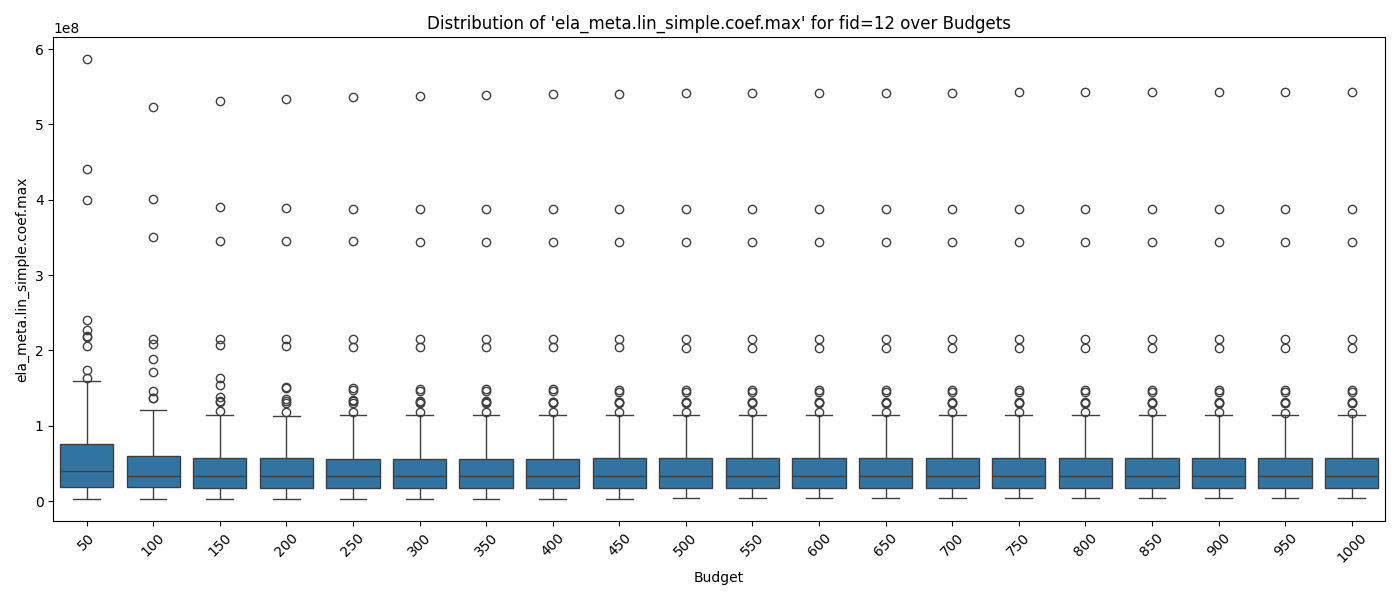 Distribution of 'ela_meta.lin_simple.coef.max' for fid=12 over Budgets
1e8
6
5
4
3
2
1
0
ela_meta.lin_simple.coef.max
50 100 150 200 250 300 350 400 450 500 550 600 650 700 750 800 850 900 950 1000
Budget